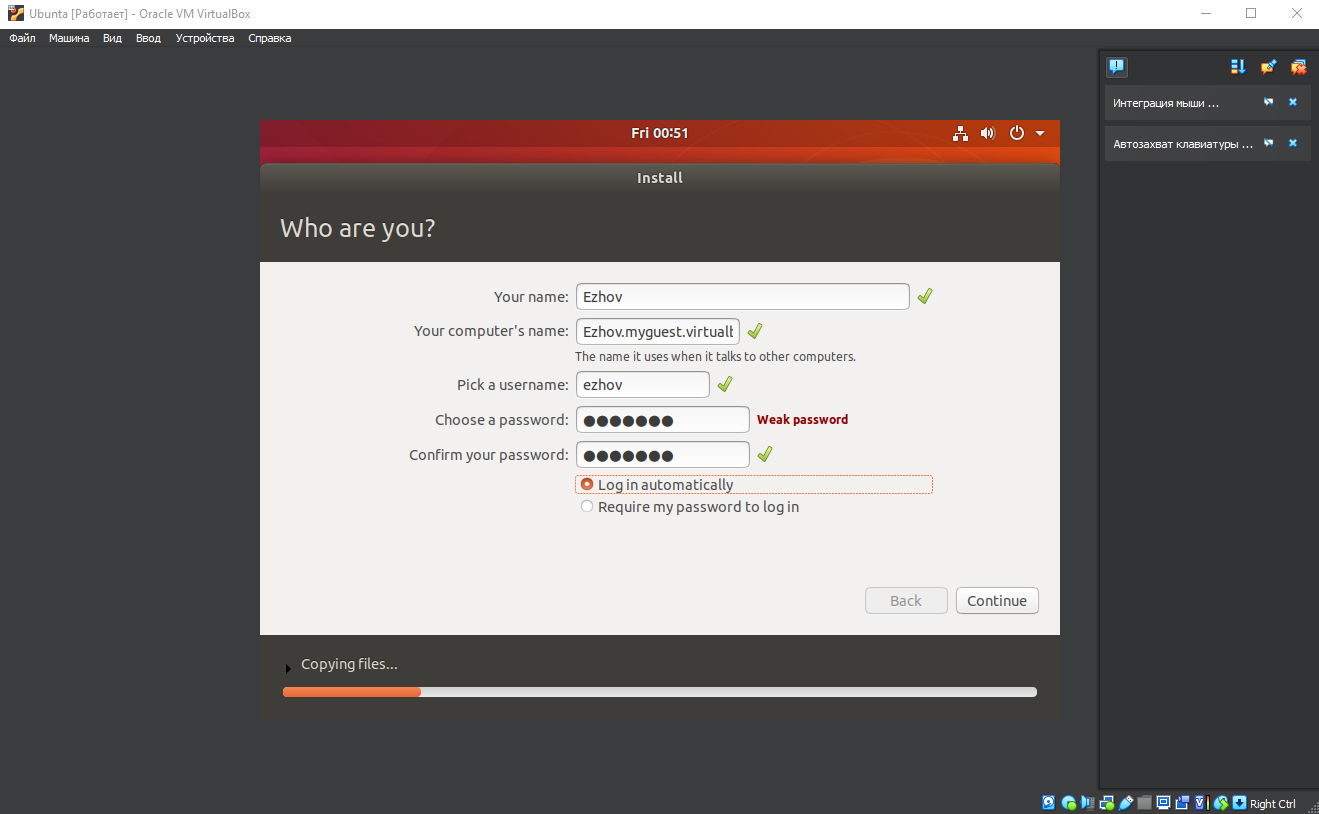 Ubunta [Работает] - Oracle VM VirtualBox
Файл Машина Вид Ввод Устройства Справка
Интеграция мыши ...
Автозахват клавиатуры ...
Fri 00:51
Install
Who are you?
Your name: Ezhov
Your computer's name: Ezhov.myguest.virtualb
The name it uses when it talks to other computers.
Pick a username: ezhov
Choose a password: ●●●●●●● Weak password
Confirm your password: ●●●●●●●
Log in automatically
Require my password to log in
Back Continue
Copying files...
Right Ctrl